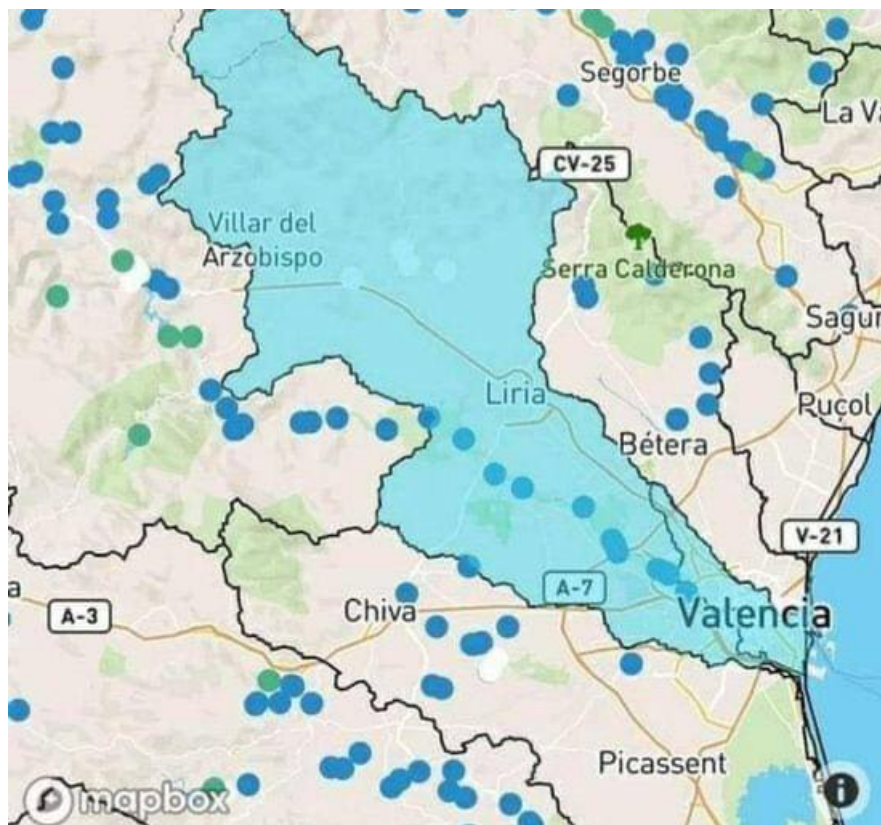 Segorbe
La Va
CV-25
Villar del
Arzobispo
Serra Calderona
Sagun
Liria
Puçol
Bétera
V-21
a
A-7
A-3
Chiva
Valencia
Picassent
mapbox
i